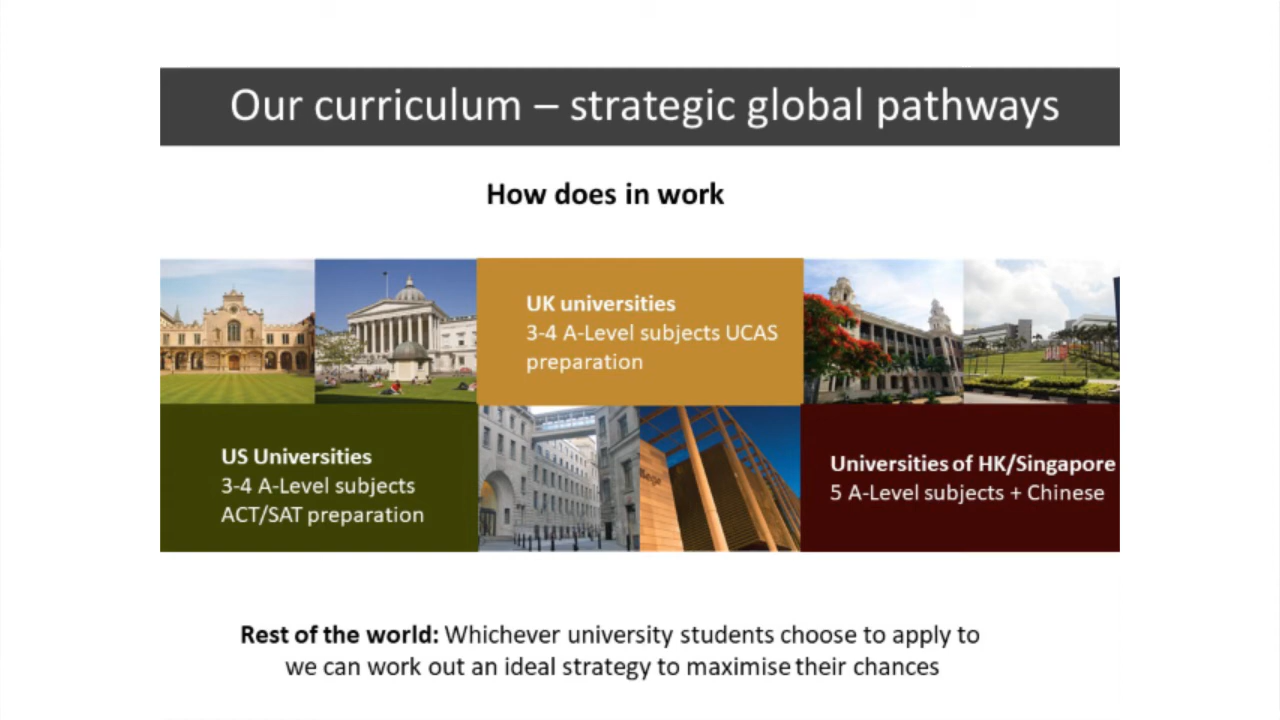 Our curriculum – strategic global pathways
How does in work
UK universities
3-4 A-Level subjects UCAS
preparation
US Universities
3-4 A-Level subjects
ACT/SAT preparation
Universities of HK/Singapore
5 A-Level subjects + Chinese
Rest of the world: Whichever university students choose to apply to
we can work out an ideal strategy to maximise their chances